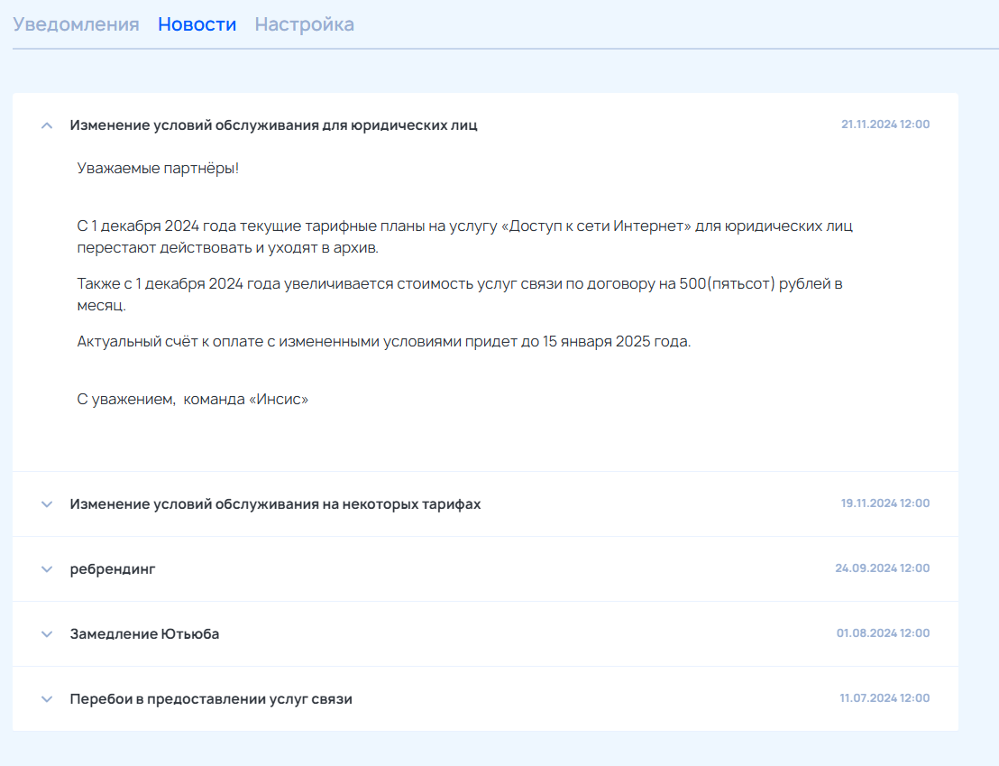 Уведомления Новости Настройка
Изменение условий обслуживания для юридических лиц 21.11.2024 12:00
Уважаемые партнёры!
С 1 декабря 2024 года текущие тарифные планы на услугу «Доступ к сети Интернет» для юридических лиц
перестают действовать и уходят в архив.
Также с 1 декабря 2024 года увеличивается стоимость услуг связи по договору на 500(пятьсот) рублей в
месяц.
Актуальный счёт к оплате с измененными условиями придет до 15 января 2025 года.
С уважением, команда «Инсис»
Изменение условий обслуживания на некоторых тарифах 19.11.2024 12:00
ребрендинг 24.09.2024 12:00
Замедление Ютьюба 01.08.2024 12:00
Перебои в предоставлении услуг связи 11.07.2024 12:00